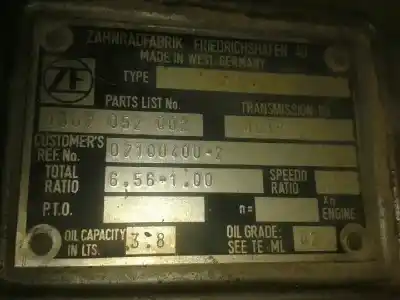 ZAHNRADFABRIK FRIEDRICHSHAFEN AG
MADE IN WEST GERMANY
ZF
TYPE
PARTS LIST No. TRANSMISSION No.
052 002
CUSTOMER'S REF. No. 07100400-2
TOTAL RATIO 6.56-1.00 SPEEDO RATIO
P.T.O. n= x n ENGINE
OIL CAPACITY IN LTS. 3.8 OIL GRADE: SEE TE-ML 02